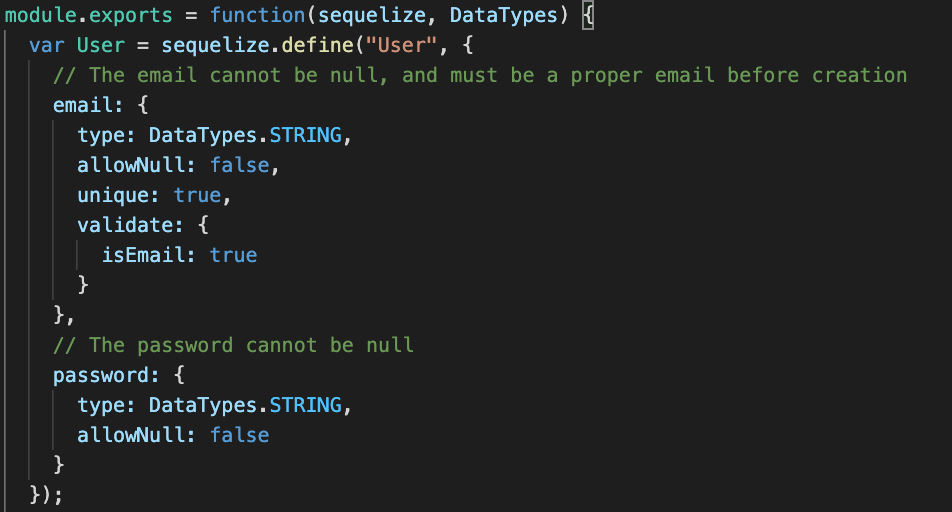 module.exports = function(sequelize, DataTypes) {
  var User = sequelize.define("User", {
    // The email cannot be null, and must be a proper email before creation
    email: {
      type: DataTypes.STRING,
      allowNull: false,
      unique: true,
      validate: {
        isEmail: true
      }
    },
    // The password cannot be null
    password: {
      type: DataTypes.STRING,
      allowNull: false
    }
  });